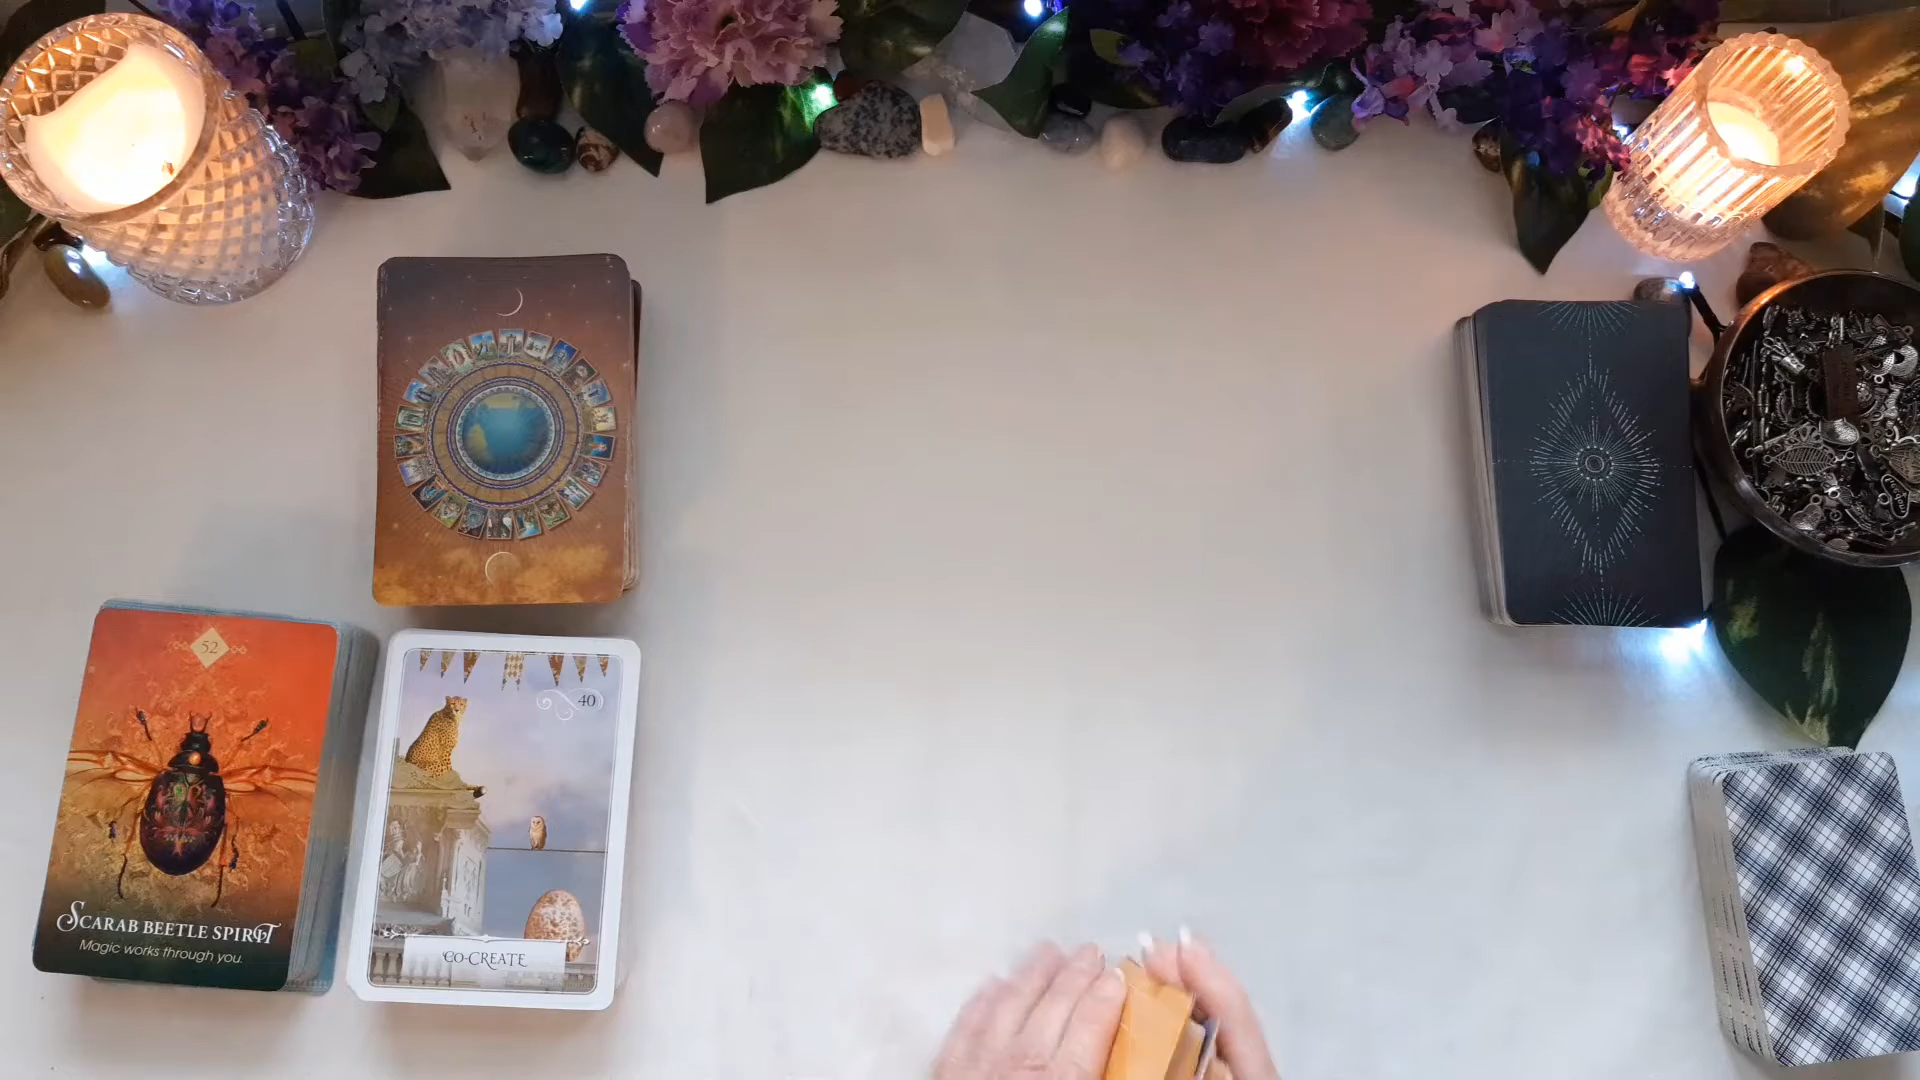 52
SCARAB BEETLE SPIRIT
Magic works through you.
40
CO-CREATE